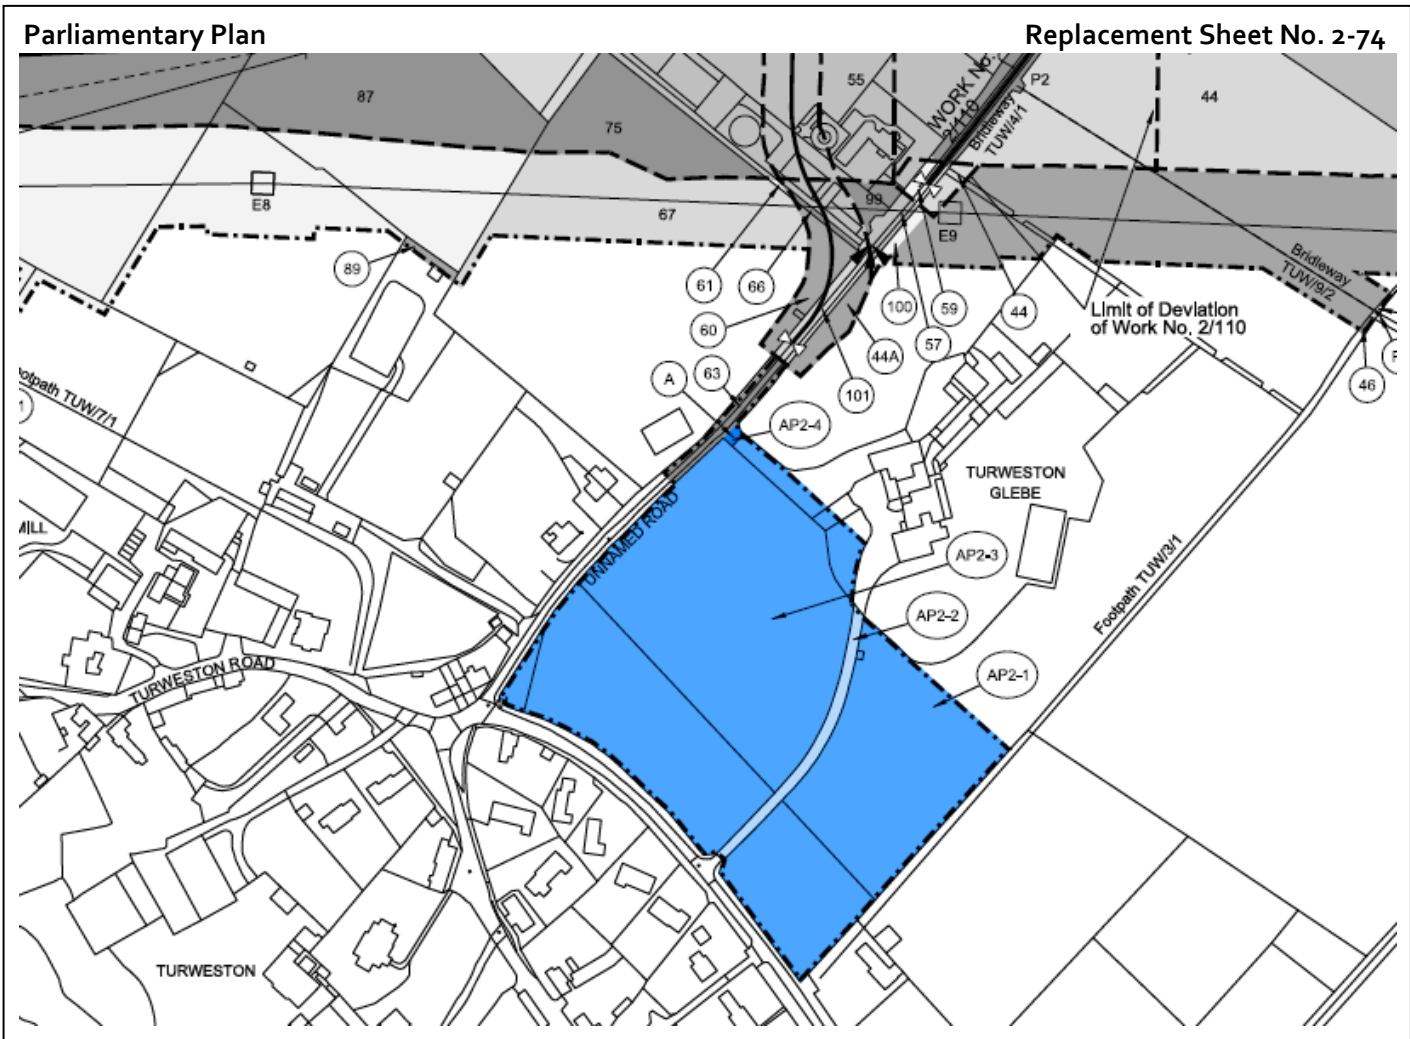 Parliamentary Plan
Replacement Sheet No. 2-74
87
75
55
WORK No.
2/110
Bridleway
TUW/4/1
P2
44
E8
67
99
E9
89
61
66
60
63
A
100
59
57
44
44A
101
Limit of Deviation
of Work No. 2/110
Bridleway
TUW/9/2
46
TUW/7/1
AP2-4
TURWESTON
GLEBE
UNNAMED ROAD
AP2-3
AP2-2
AP2-1
Footpath TUW/3/1
TURWESTON ROAD
TURWESTON